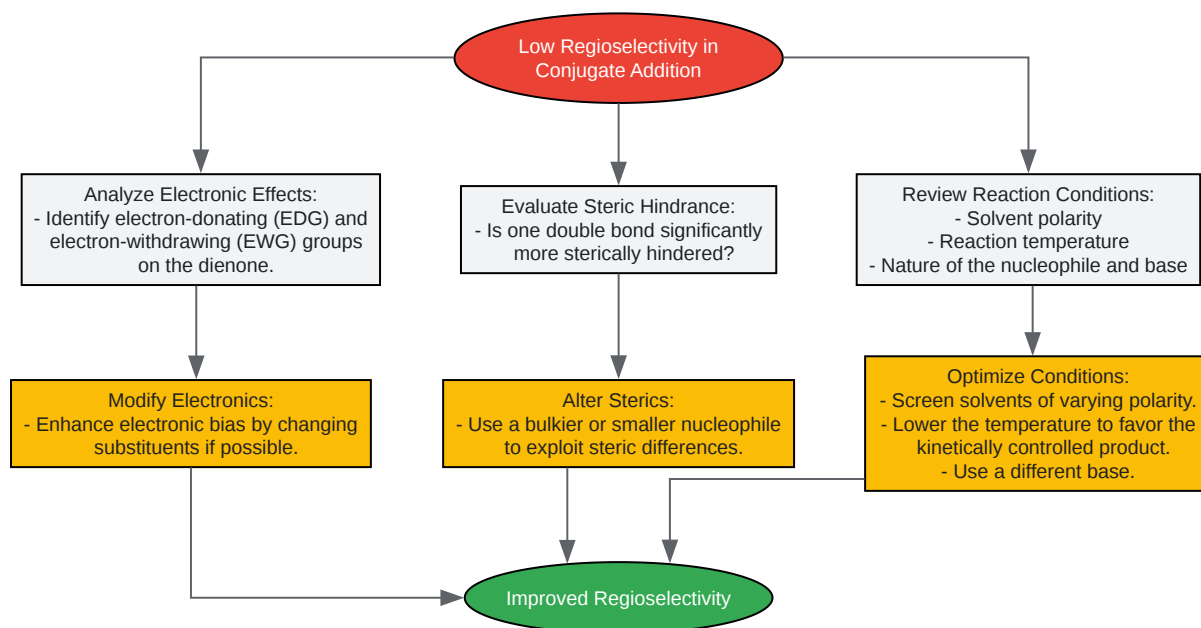 Low Regioselectivity in
Conjugate Addition
Analyze Electronic Effects:
- Identify electron-donating (EDG) and
electron-withdrawing (EWG) groups
on the dienone.
Evaluate Steric Hindrance:
- Is one double bond significantly
more sterically hindered?
Review Reaction Conditions:
- Solvent polarity
- Reaction temperature
- Nature of the nucleophile and base
Modify Electronics:
- Enhance electronic bias by changing
substituents if possible.
Alter Sterics:
- Use a bulkier or smaller nucleophile
to exploit steric differences.
Optimize Conditions:
- Screen solvents of varying polarity.
- Lower the temperature to favor the
kinetically controlled product.
- Use a different base.
Improved Regioselectivity